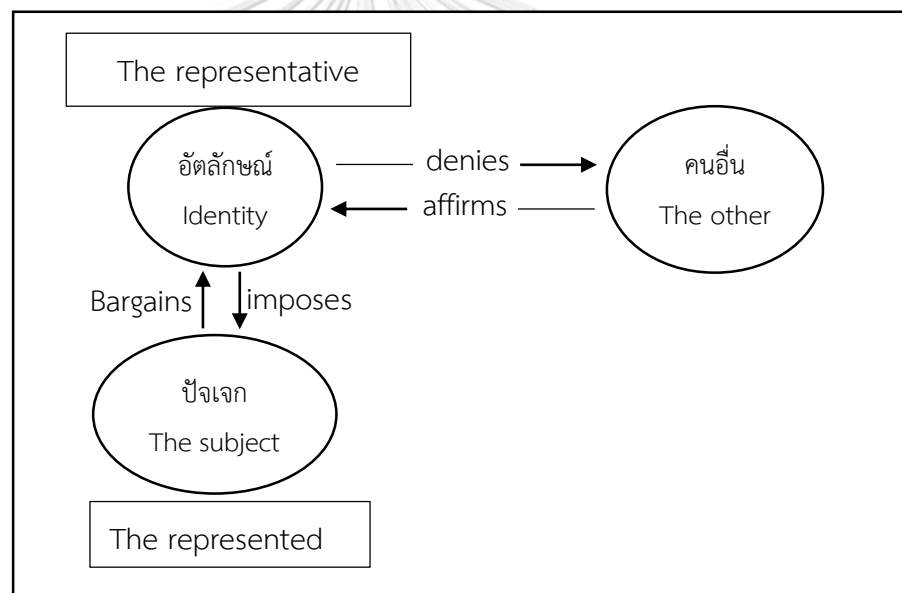 The representative
อัตลักษณ์
Identity
denies
affirms
คนอื่น
The other
Bargains
imposes
ปัจเจก
The subject
The represented